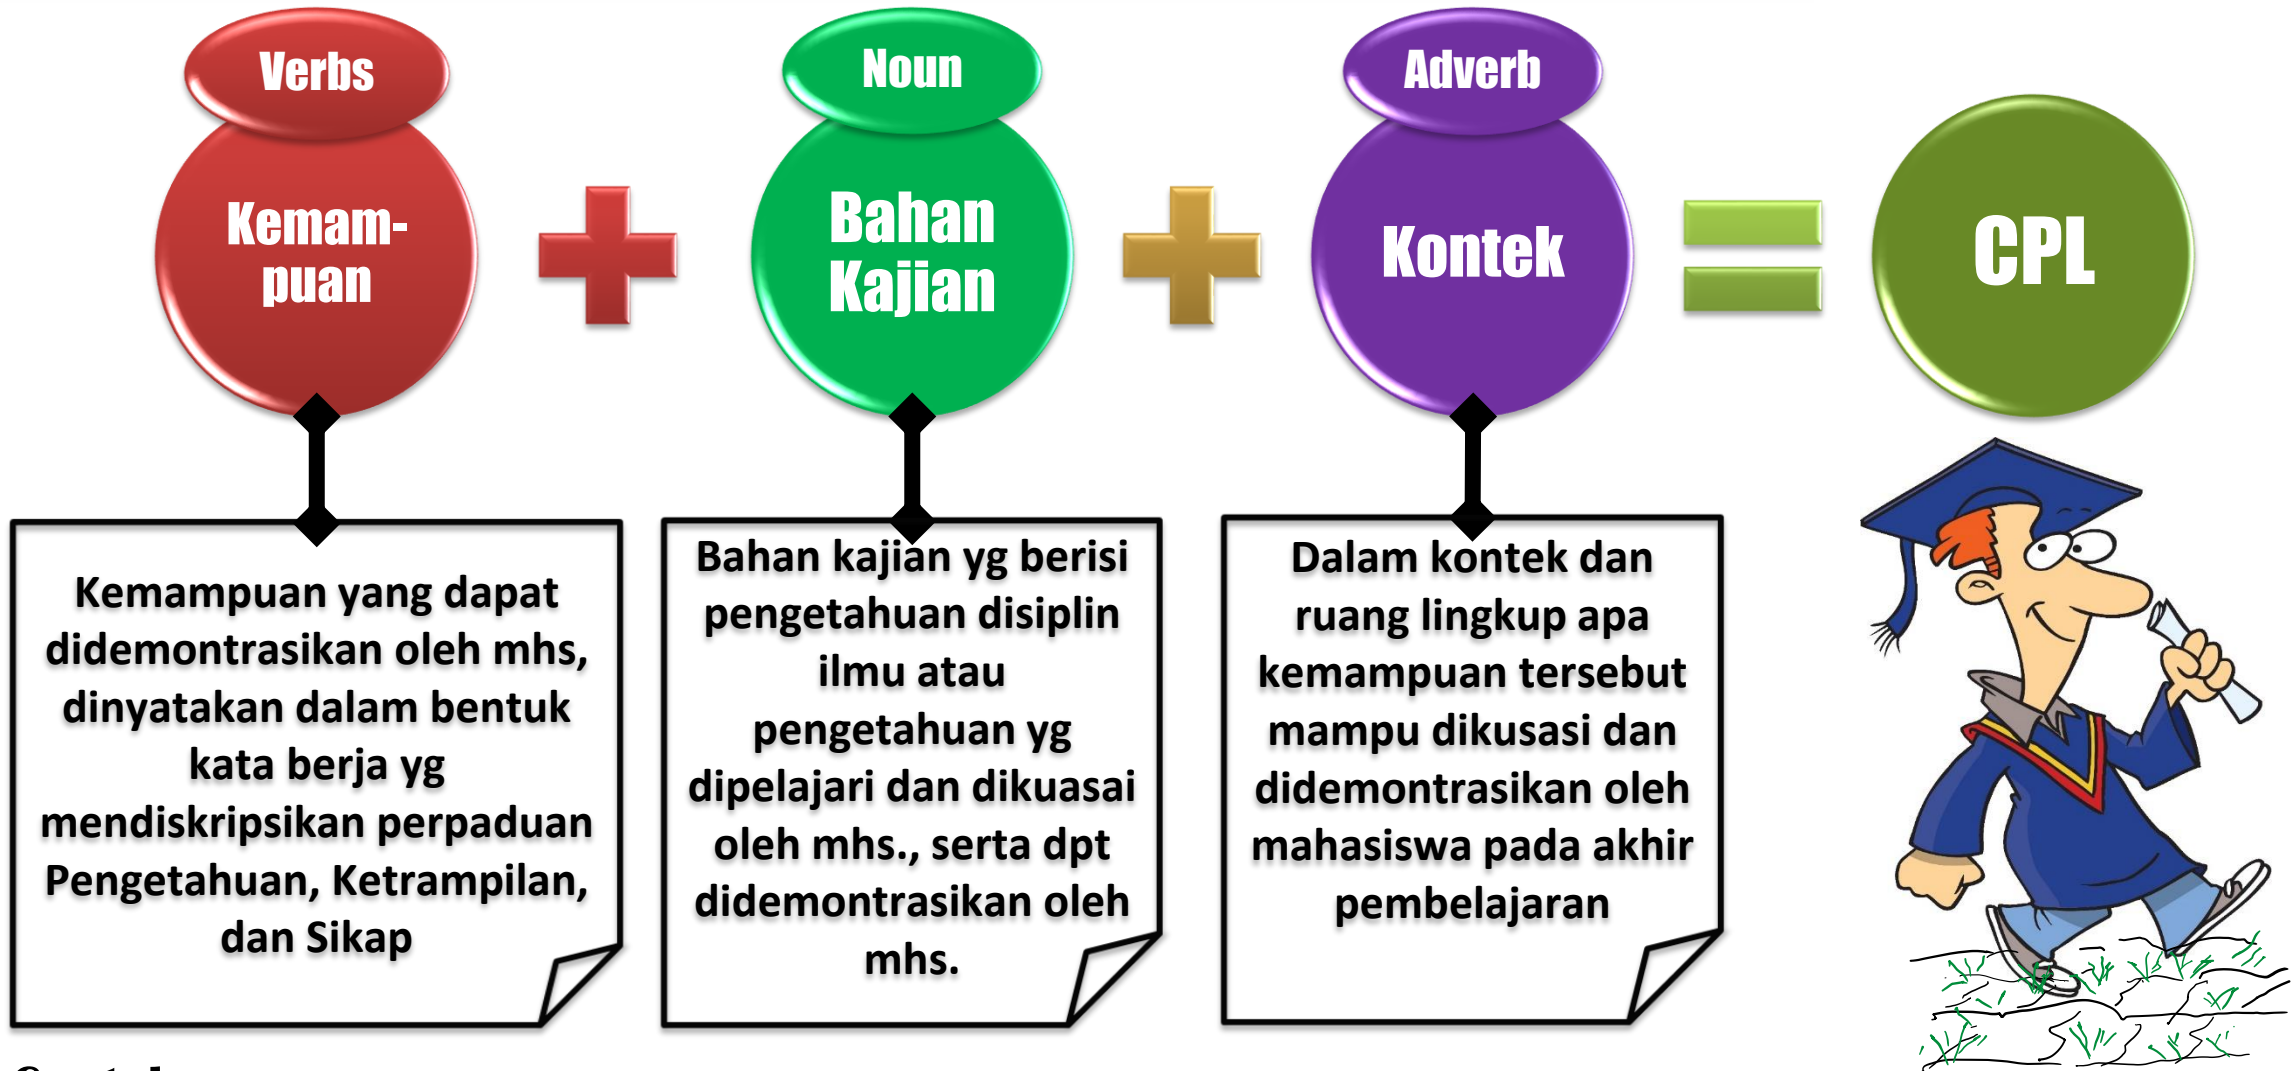 Verbs
Kemam-
puan
Noun
Bahan
Kajian
Adverb
Kontek
CPL
Kemampuan yang dapat
didemontrasikan oleh mhs,
dinyatakan dalam bentuk
kata berja yg
mendiskripsikan perpaduan
Pengetahuan, Ketrampilan,
dan Sikap
Bahan kajian yg berisi
pengetahuan disiplin
ilmu atau
pengetahuan yg
dipelajari dan dikuasai
oleh mhs., serta dpt
didemontrasikan oleh
mhs.
Dalam kontek dan
ruang lingkup apa
kemampuan tersebut
mampu dikusasi dan
didemontrasikan oleh
mahasiswa pada akhir
pembelajaran